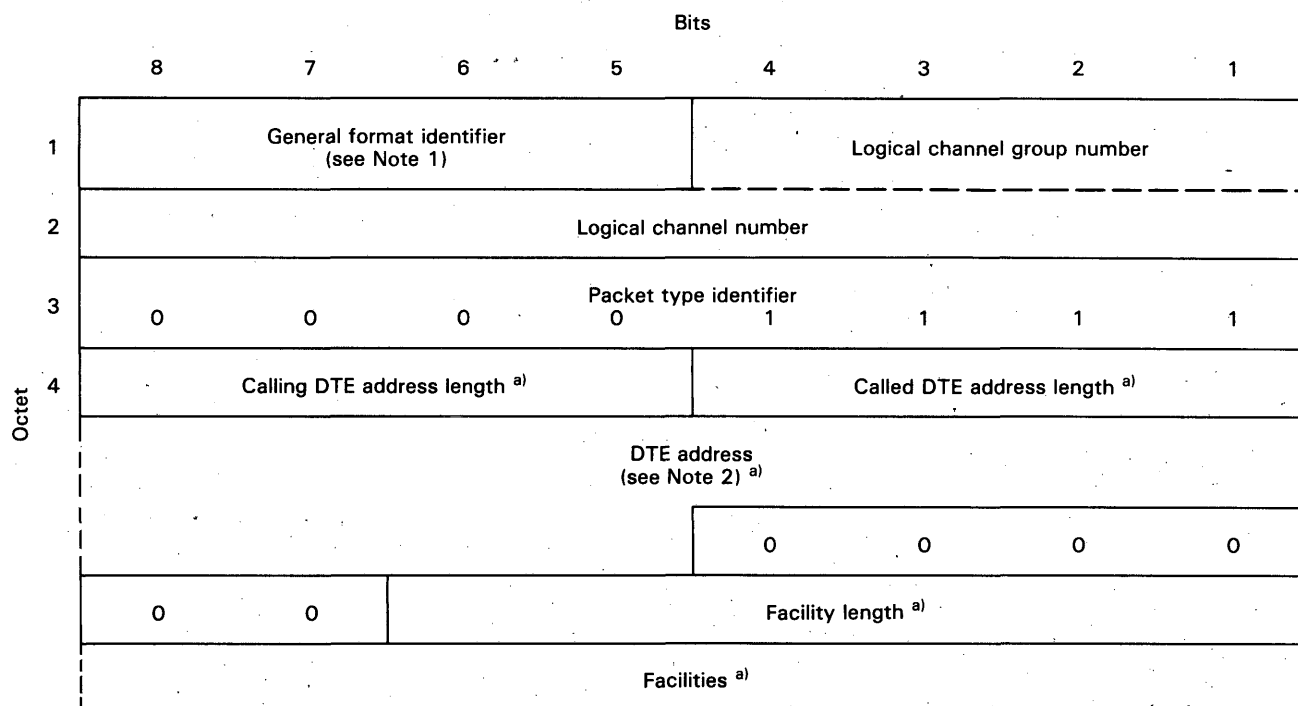 Bits
8 7 6 5 4 3 2 1
1
General format identifier
(see Note 1)
Logical channel group number
2
Logical channel number
3
Packet type identifier
0 0 0 0 1 1 1 1
Octet
4
Calling DTE address length a)
Called DTE address length a)
DTE address
(see Note 2) a)
0 0 0 0
0 0
Facility length a)
Facilities a)